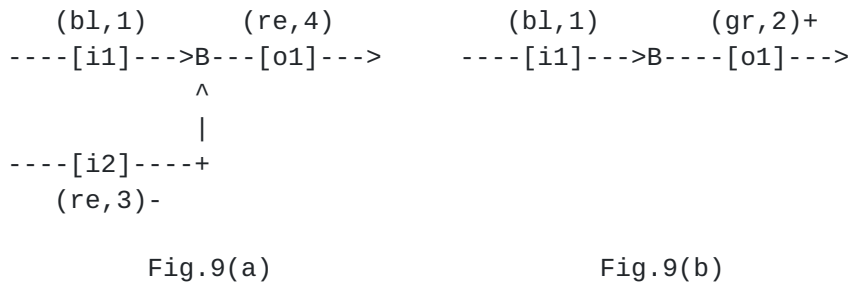 (bl,1) (re,4) (bl,1) (gr,2)+
----[i1]--->B---[o1]---> ----[i1]--->B----[o1]--->
^
|
----[i2]----+
(re,3)-
Fig.9(a) Fig.9(b)